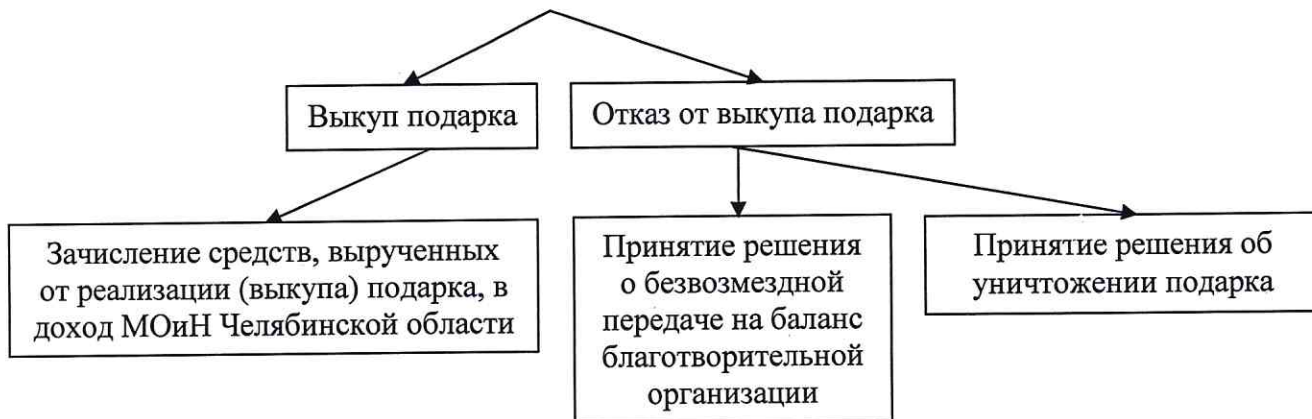 Выкуп подарка
Отказ от выкупа подарка
Зачисление средств, вырученных
от реализации (выкупа) подарка, в
доход МОиН Челябинской области
Принятие решения
о безвозмездной
передаче на баланс
благотворительной
организации
Принятие решения об
уничтожении подарка